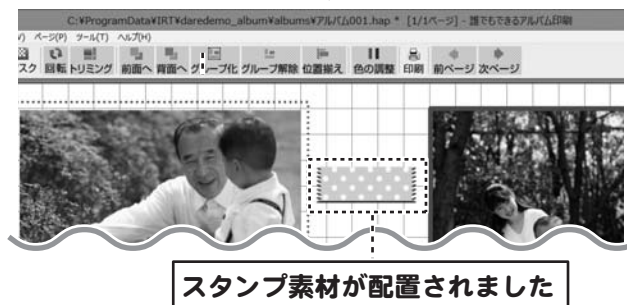 C:¥ProgramData¥IRT¥daredemo_album¥albums¥アルバム001.hap * [1/1ページ] - 誰でもできるアルバム印刷
ページ(P) ツール(T) ヘルプ(H)
スク 回転 トリミング 前面へ 背面へ グループ化 グループ解除 位置揃え 色の調整 印刷 前ページ 次ページ
スタンプ素材が配置されました